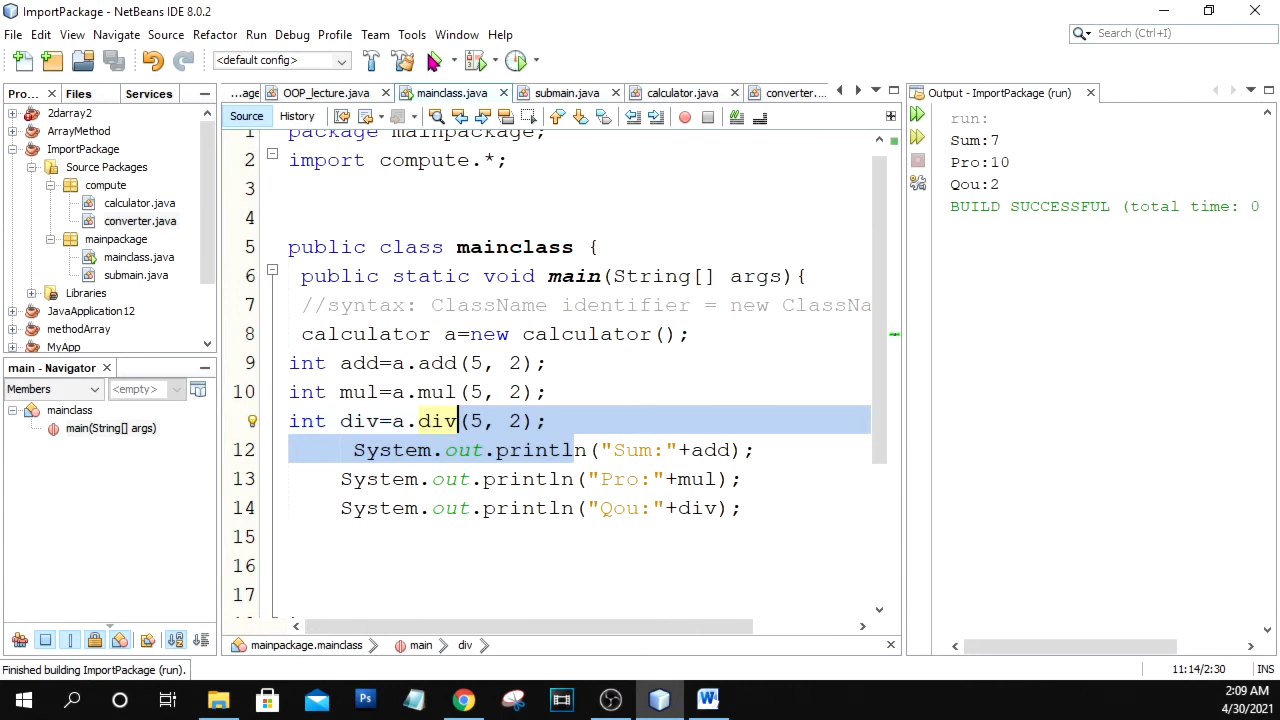 ImportPackage - NetBeans IDE 8.0.2
File Edit View Navigate Source Refactor Run Debug Profile Team Tools Window Help
Search (Ctrl+I)
<default config>
Pro... Files Services
2darray2
ArrayMethod
ImportPackage
Source Packages
compute
calculator.java
converter.java
mainpackage
mainclass.java
submain.java
Libraries
JavaApplication12
methodArray
MyApp
main - Navigator
Members <empty>
mainclass
main(String[] args)
...age OOP_lecture.java mainclass.java submain.java calculator.java converter....
Source History
1 package mainpackage;
2 import compute.*;
3
4
5 public class mainclass {
6 public static void main(String[] args){
7 //syntax: ClassName identifier = new ClassNa
8 calculator a=new calculator();
9 int add=a.add(5, 2);
10 int mul=a.mul(5, 2);
int div=a.div(5, 2);
12 System.out.println("Sum:"+add);
13 System.out.println("Pro:"+mul);
14 System.out.println("Qou:"+div);
15
16
17
mainpackage.mainclass main div
Output - ImportPackage (run)
run:
Sum:7
Pro:10
Qou:2
BUILD SUCCESSFUL (total time: 0
Finished building ImportPackage (run).
11:14/2:30 INS
Ps
W
2:09 AM
4/30/2021